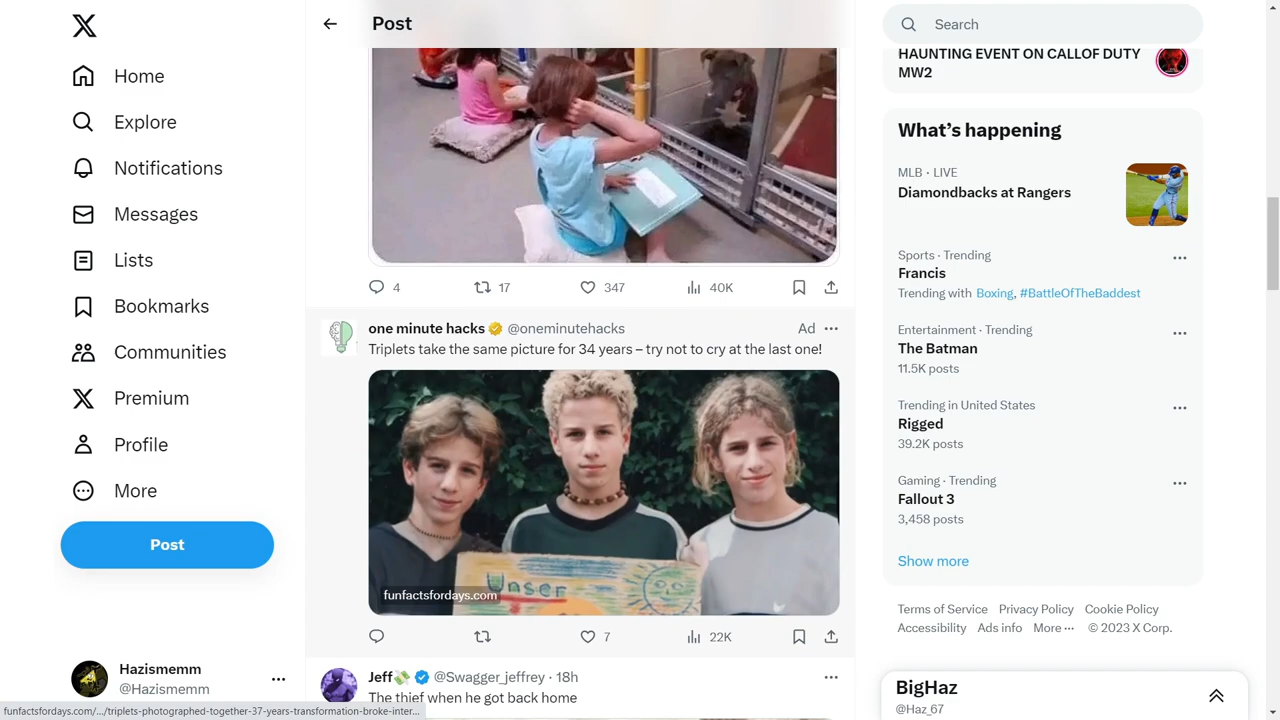 Home
Explore
Notifications
Messages
Lists
Bookmarks
Communities
Premium
Profile
More
Post
Hazismemm
@Hazismemm
Post
4
17
347
40K
one minute hacks @oneminutehacks
Ad
Triplets take the same picture for 34 years – try not to cry at the last one!
Unser
funfactsfordays.com
7
22K
Jeff @Swagger_jeffrey · 18h
The thief when he got back home
Search
HAUNTING EVENT ON CALLOF DUTY
MW2
What’s happening
MLB · LIVE
Diamondbacks at Rangers
Sports · Trending
Francis
Trending with Boxing, #BattleOfTheBaddest
Entertainment · Trending
The Batman
11.5K posts
Trending in United States
Rigged
39.2K posts
Gaming · Trending
Fallout 3
3,458 posts
Show more
Terms of Service Privacy Policy Cookie Policy
Accessibility Ads info More ··· © 2023 X Corp.
BigHaz
@Haz_67
funfactsfordays.com/.../triplets-photographed-together-37-years-transformation-broke-inter...